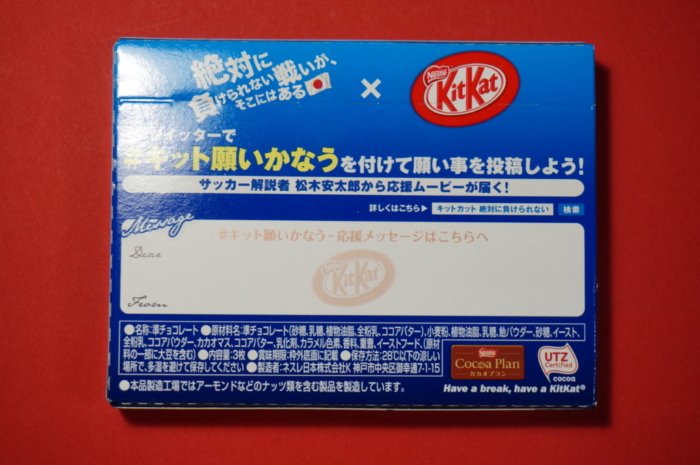 絶対に
負けられない戦いが、
そこにはある
×
Nestlé
KitKat
イッターで
#キット願いかなうを付けて願い事を投稿しよう!
サッカー解説者 松木安太郎から応援ムービーが届く!
詳しくはこちら▶ キットカット 絶対に負けられない 検索
Message
#キット願いかなう-応援メッセージはこちらへ
Dear
KitKat
From
●名称:準チョコレート ●原材料名:準チョコレート(砂糖、乳糖、植物油脂、全粉乳、ココアバター)、小麦粉、植物油脂、乳糖、飴パウダー、砂糖、イースト、
全粉乳、ココアパウダー、カカオマス、ココアバター、乳化剤、カラメル色素、香料、重曹、イーストフード、(原材
料の一部に大豆を含む) ●内容量:3枚 ●賞味期限:枠外底面に記載 ●保存方法:28℃以下の涼しい
場所で、多湿を避けて保存してください ●製造者:ネスレ日本株式会社K 神戸市中央区御幸通7-1-15
●本品製造工場ではアーモンドなどのナッツ類を含む製品を製造しています。
Nestlé
Cocoa Plan
カカオプラン
UTZ
Certified
cocoa
Have a break, have a KitKat®